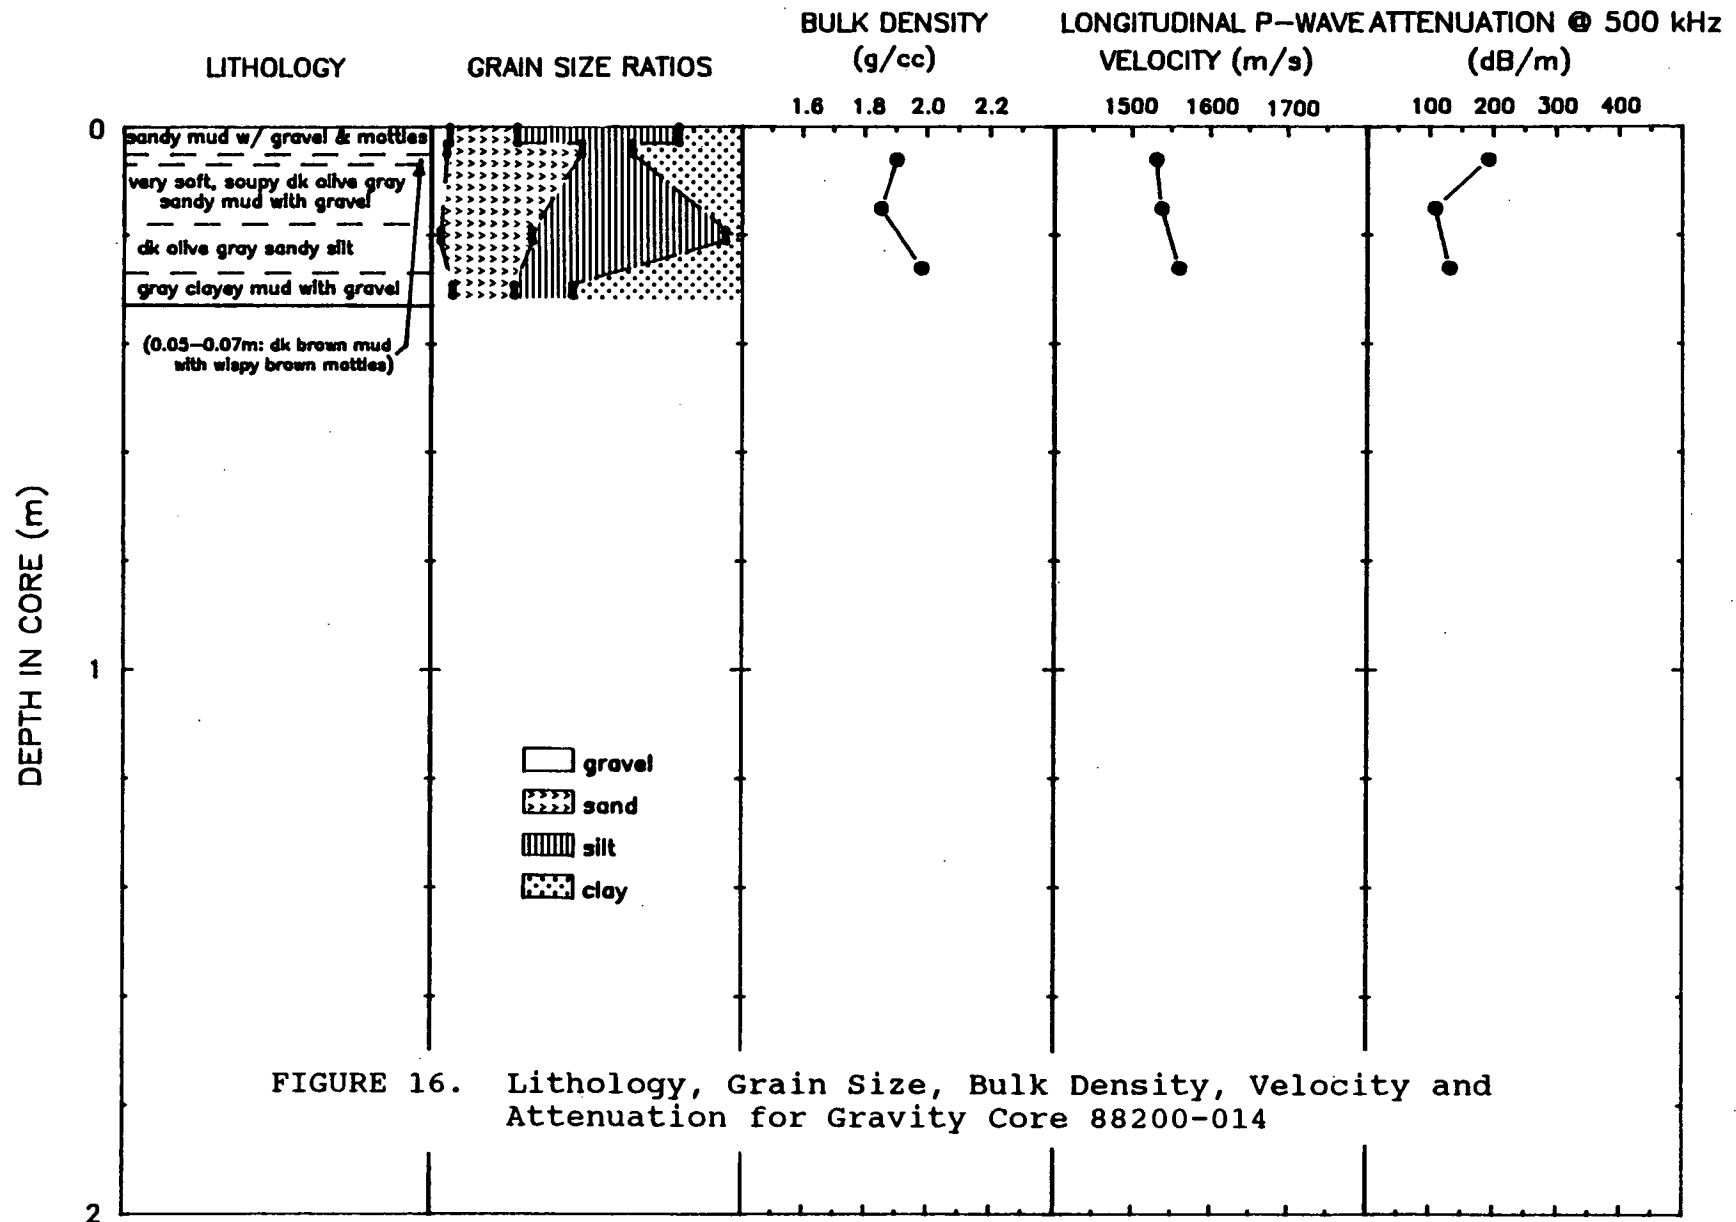 BULK DENSITY
(g/cc)
LONGITUDINAL P-WAVE
VELOCITY (m/s)
ATTENUATION @ 500 kHz
(dB/m)
LITHOLOGY
GRAIN SIZE RATIOS
1.6 1.8 2.0 2.2
1500 1600 1700
100 200 300 400
0
sandy mud w/ gravel & mottles
very soft, soupy dk olive gray
sandy mud with gravel
dk olive gray sandy silt
gray clayey mud with gravel
(0.05-0.07m: dk brown mud
with wispy brown mottles)
DEPTH IN CORE (m)
1
gravel
sand
silt
clay
FIGURE 16. Lithology, Grain Size, Bulk Density, Velocity and
Attenuation for Gravity Core 88200-014
2